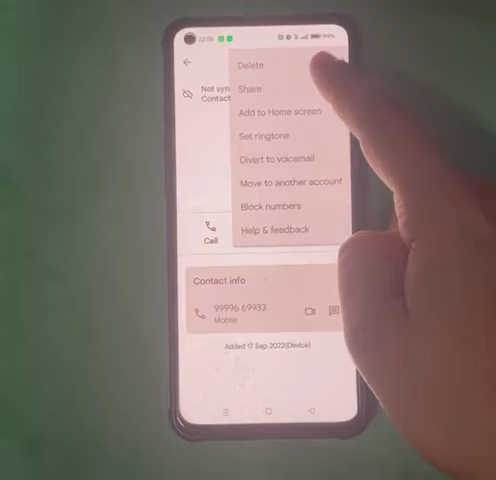 Delete
Not syn
Contact
Share
Add to Home screen
Set ringtone
Divert to voicemail
Move to another account
Block numbers
Call
Help & feedback
Contact info
99996 69933
Mobile
Added 17 Sep 2022(Device)